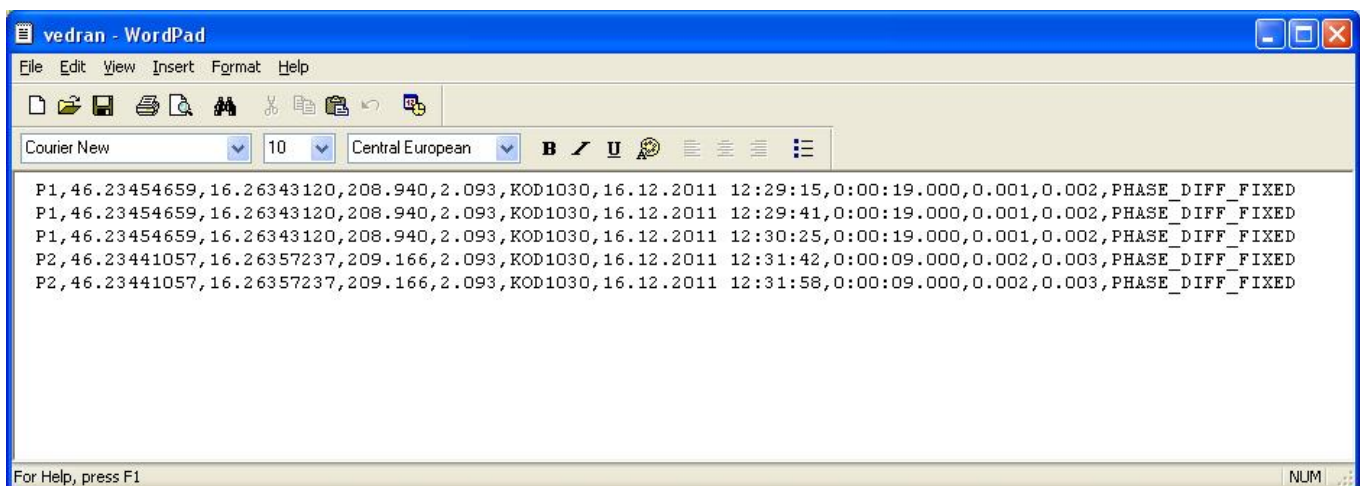 vedran - WordPad
File Edit View Insert Format Help
Courier New 10 Central European B I U
P1,46.23454659,16.26343120,208.940,2.093,KOD1030,16.12.2011 12:29:15,0:00:19.000,0.001,0.002,PHASE_DIFF_FIXED
P1,46.23454659,16.26343120,208.940,2.093,KOD1030,16.12.2011 12:29:41,0:00:19.000,0.001,0.002,PHASE_DIFF_FIXED
P1,46.23454659,16.26343120,208.940,2.093,KOD1030,16.12.2011 12:30:25,0:00:19.000,0.001,0.002,PHASE_DIFF_FIXED
P2,46.23441057,16.26357237,209.166,2.093,KOD1030,16.12.2011 12:31:42,0:00:09.000,0.002,0.003,PHASE_DIFF_FIXED
P2,46.23441057,16.26357237,209.166,2.093,KOD1030,16.12.2011 12:31:58,0:00:09.000,0.002,0.003,PHASE_DIFF_FIXED
For Help, press F1 NUM